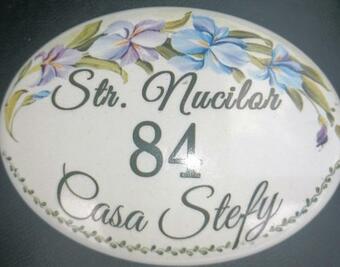 Str. Nucilor
84
Casa Stefy